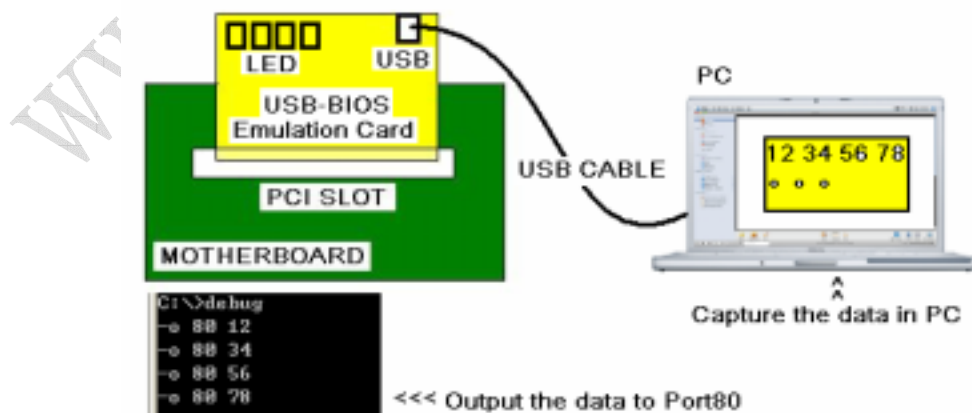 LED
USB
USB-BIOS
Emulation Card
PCI SLOT
MOTHERBOARD
USB CABLE
PC
12 34 56 78
Capture the data in PC
C:\>debug
-o 80 12
-o 80 34
-o 80 56
-o 80 78
<<< Output the data to Port80